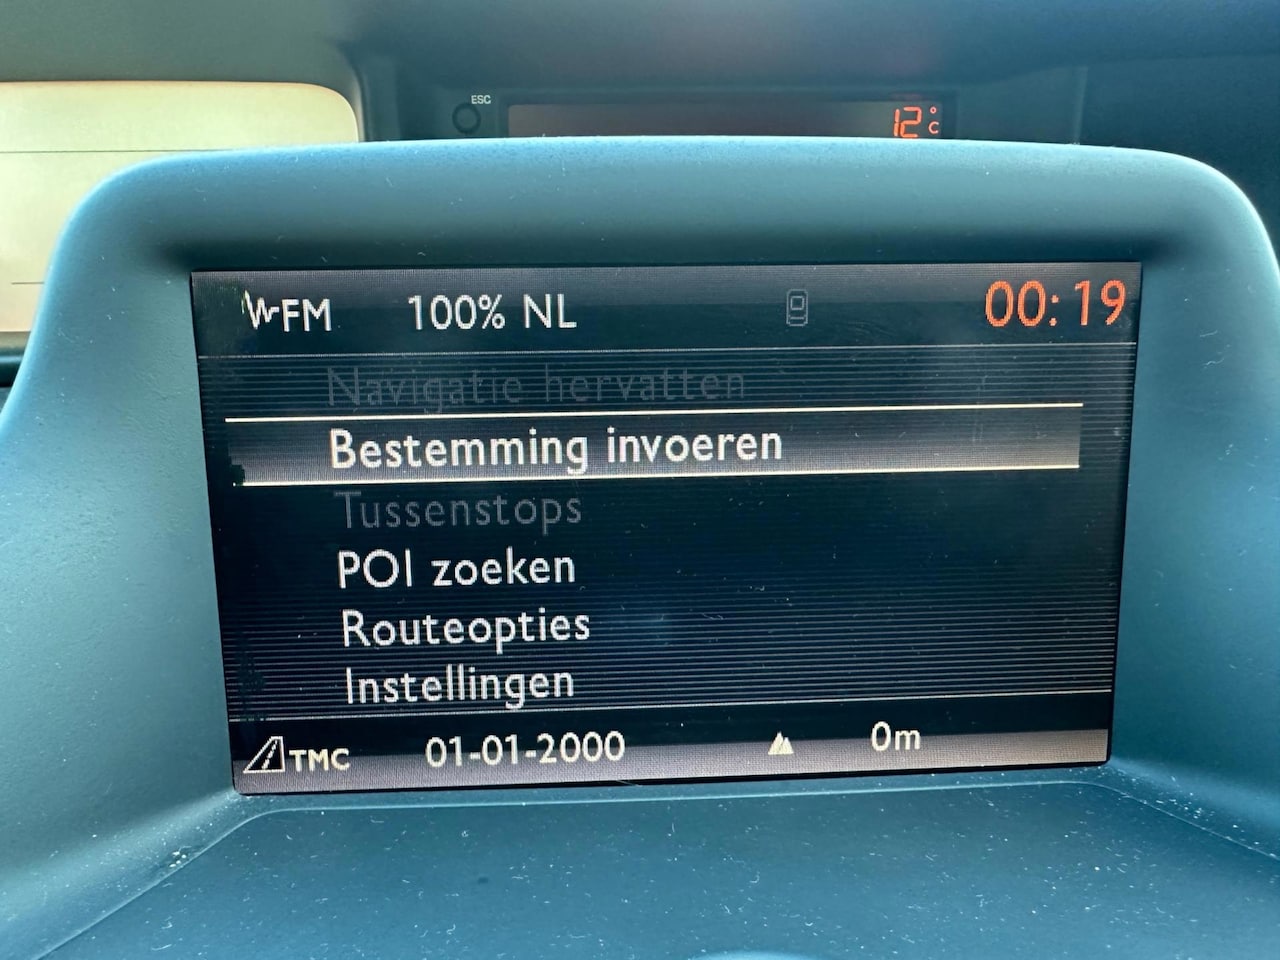 ESC
12°C
FM 100% NL 00:19
Navigatie hervatten
Bestemming invoeren
Tussenstops
POI zoeken
Routeopties
Instellingen
TMC 01-01-2000 0m